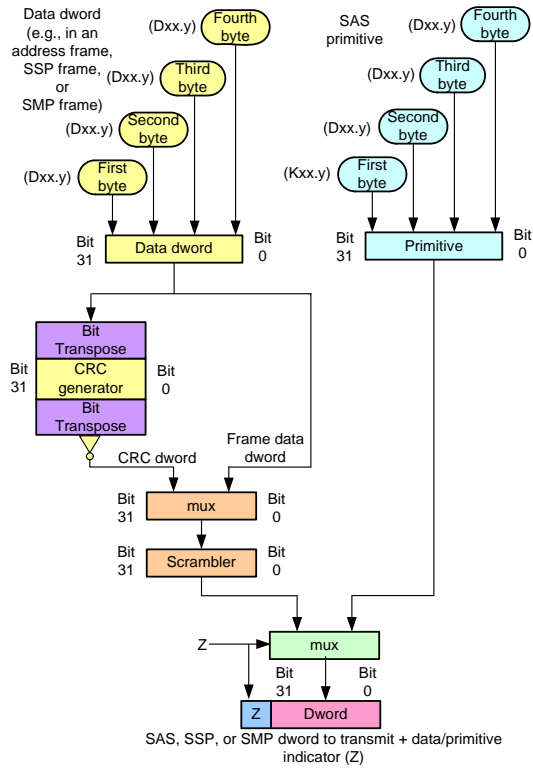 Data dword
(e.g., in an
address frame,
SSP frame,
or
SMP frame)
(Dxx.y)
Fourth
byte
(Dxx.y)
Third
byte
(Dxx.y)
Second
byte
(Dxx.y)
First
byte
SAS
primitive
(Dxx.y)
Fourth
byte
(Dxx.y)
Third
byte
(Dxx.y)
Second
byte
(Kxx.y)
First
byte
Bit
31
Data dword
Bit
0
Bit
31
Primitive
Bit
0
Bit
Transpose
Bit
31
CRC
generator
Bit
0
Bit
Transpose
CRC dword
Frame data
dword
Bit
31
mux
Bit
0
Bit
31
Scrambler
Bit
0
Z
mux
Bit
31
Bit
0
Z
Dword
SAS, SSP, or SMP dword to transmit + data/primitive
indicator (Z)